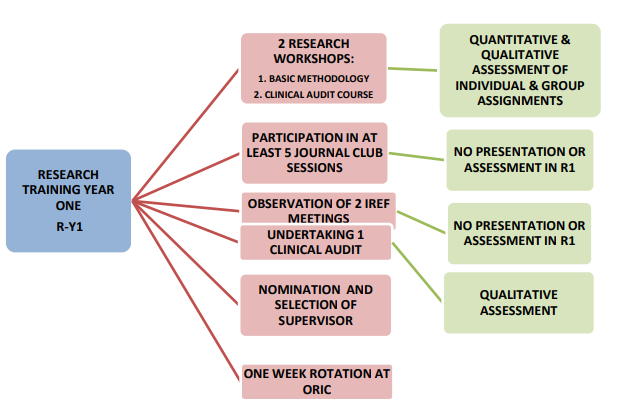 RESEARCH
TRAINING YEAR
ONE
R-Y1
2 RESEARCH
WORKSHOPS:
1. BASIC METHODOLOGY
2. CLINICAL AUDIT COURSE
QUANTITATIVE &
QUALITATIVE
ASSESSMENT OF
INDIVIDUAL & GROUP
ASSIGNMENTS
PARTICIPATION IN AT
LEAST 5 JOURNAL CLUB
SESSIONS
NO PRESENTATION OR
ASSESSMENT IN R1
OBSERVATION OF 2 IREF
MEETINGS
NO PRESENTATION OR
ASSESSMENT IN R1
UNDERTAKING 1
CLINICAL AUDIT
QUALITATIVE
ASSESSMENT
NOMINATION AND
SELECTION OF
SUPERVISOR
ONE WEEK ROTATION AT
ORIC